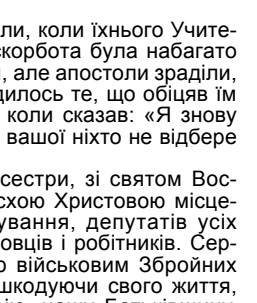 ли, коли їхнього Учите-
скорбота була набагато
, але апостоли зраділи,
дилось те, що обіцяв їм
коли сказав: «Я знову
вашої ніхто не відбере
сестри, зі святом Вос-
схою Христовою місце-
ування, депутатів усіх
овців і робітників. Сер-
о військовим Збройних
шкодуючи свого життя,